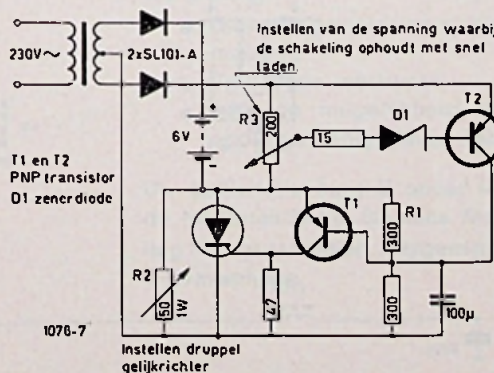 Instellen van de spanning waarbij
de schakeling ophoudt met snel
laden.
230V~
2xSL101-A
T2
+
6V
-
R3
200
15
D1
T1 en T2
PNP transistor
D1 zenerdiode
T1
R1
300
R2
50
1W
47
300
100µ
1076-7
Instellen druppel
gelijkrichter